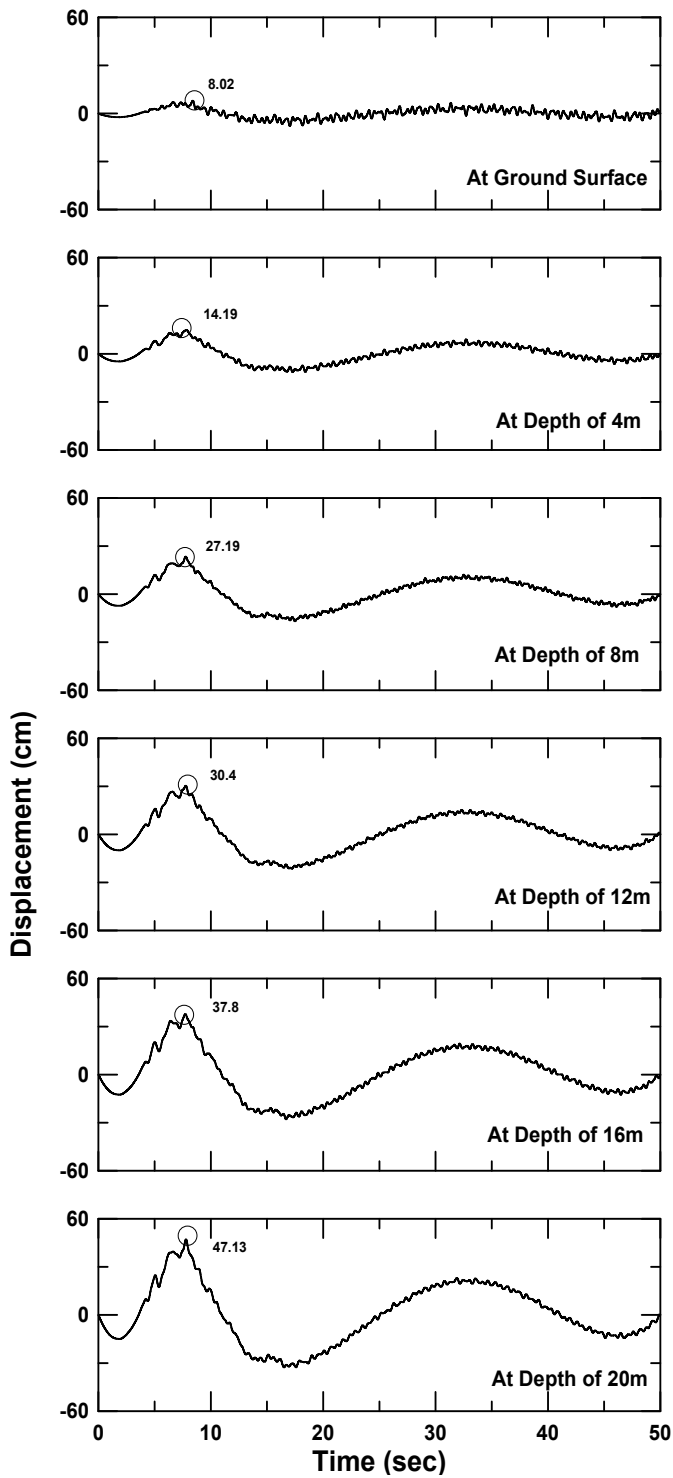 60
8.02
0
At Ground Surface
-60
60
14.19
0
At Depth of 4m
-60
60
27.19
0
At Depth of 8m
-60
60
30.4
0
At Depth of 12m
-60
60
37.8
0
At Depth of 16m
-60
60
47.13
0
At Depth of 20m
-60
0 10 20 30 40 50
Time (sec)
Displacement (cm)